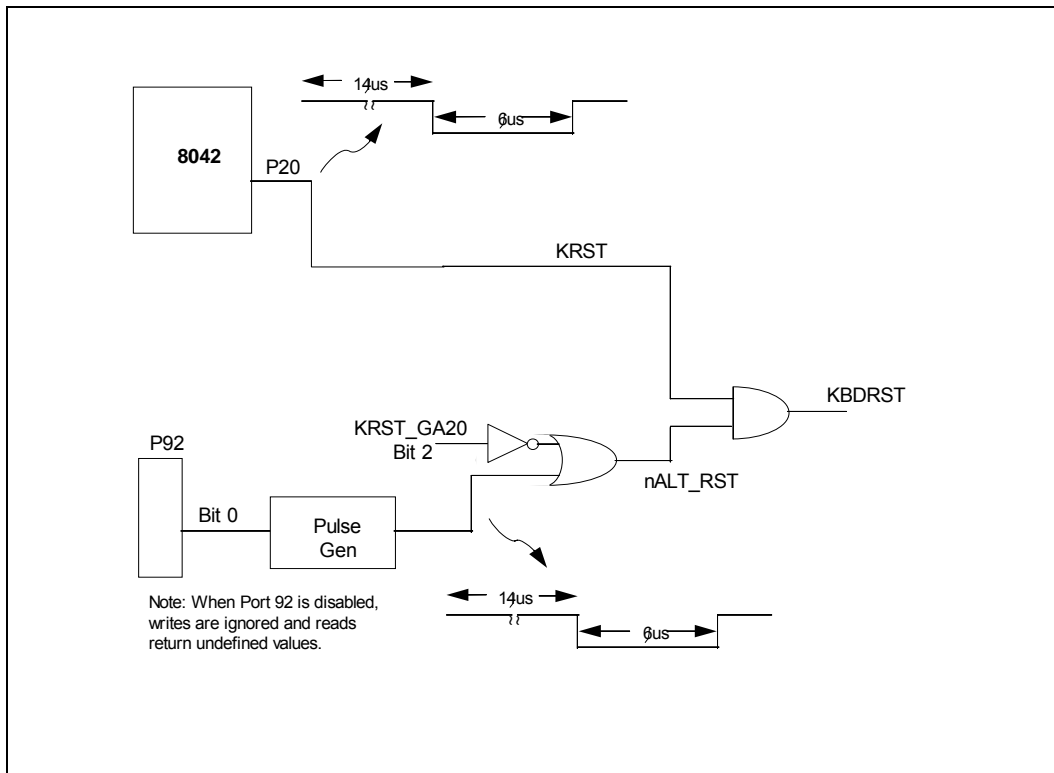 14us
6us
8042
P20
KRST
KBDRST
KRST_GA20
Bit 2
nALT_RST
P92
Bit 0
Pulse
Gen
14us
6us
Note: When Port 92 is disabled,
writes are ignored and reads
return undefined values.